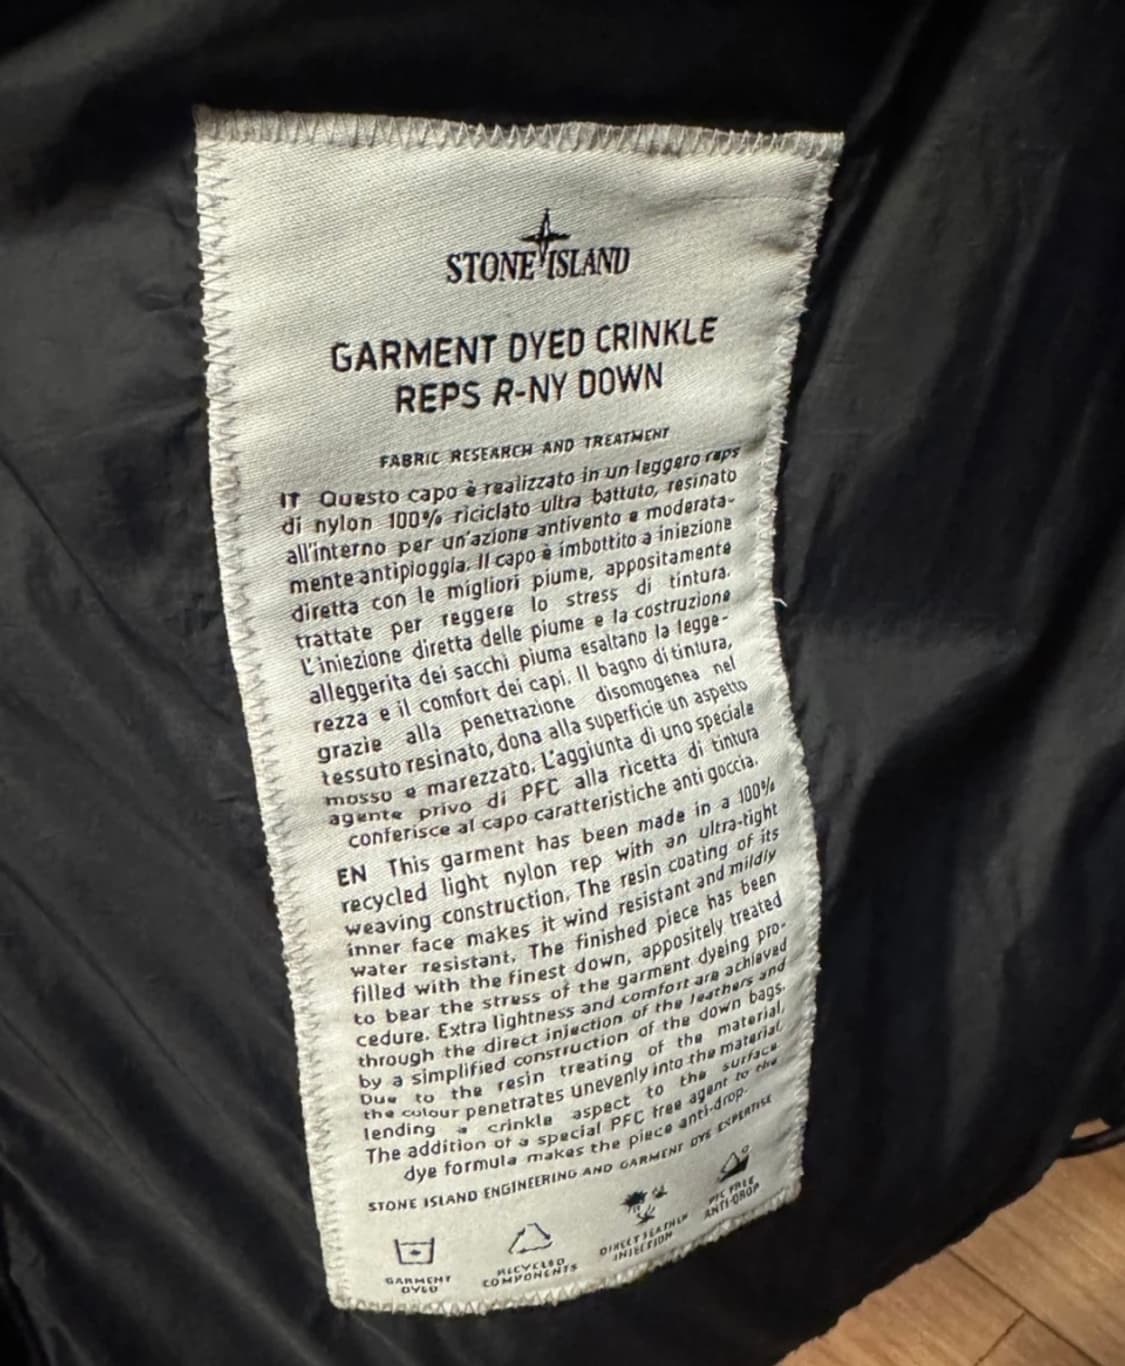 STONE ISLAND
GARMENT DYED CRINKLE
REPS R-NY DOWN
FABRIC RESEARCH AND TREATMENT
IT Questo capo è realizzato in un leggero raps
di nylon 100% riciclato ultra battuto, resinato
all'interno per un'azione antivento e moderata-
mente antipioggia. Il capo è imbottito a iniezione
diretta con le migliori piume, appositamente
trattate per reggere lo stress di tintura.
L'iniezione diretta delle piume e la costruzione
alleggerita dei sacchi piuma esaltano la legge-
rezza e il comfort dei capi. Il bagno di tintura,
grazie alla penetrazione disomogenea nel
tessuto resinato, dona alla superficie un aspetto
mosso e marezzato. L'aggiunta di uno speciale
agente privo di PFC alla ricetta di tintura
conferisce al capo caratteristiche anti goccia.
EN This garment has been made in a 100%
recycled light nylon rep with an ultra-tight
weaving construction. The resin coating of its
inner face makes it wind resistant and mildly
water resistant. The finished piece has been
filled with the finest down, appositely treated
to bear the stress of the garment dyeing pro-
cedure. Extra lightness and comfort are achieved
through the direct injection of the leathers and
by a simplified construction of the down bags.
Due to the resin treating of the material,
the colour penetrates unevenly into the material,
lending a crinkle aspect to the surface.
The addition of a special PFC free agent to the
dye formula makes the piece anti-drop.
STONE ISLAND ENGINEERING AND GARMENT DYE EXPERTISE
GARMENT
DYED
RECYCLED
COMPONENTS
DIRECT FEATHER
INJECTION
PFC FREE
ANTI-DROP